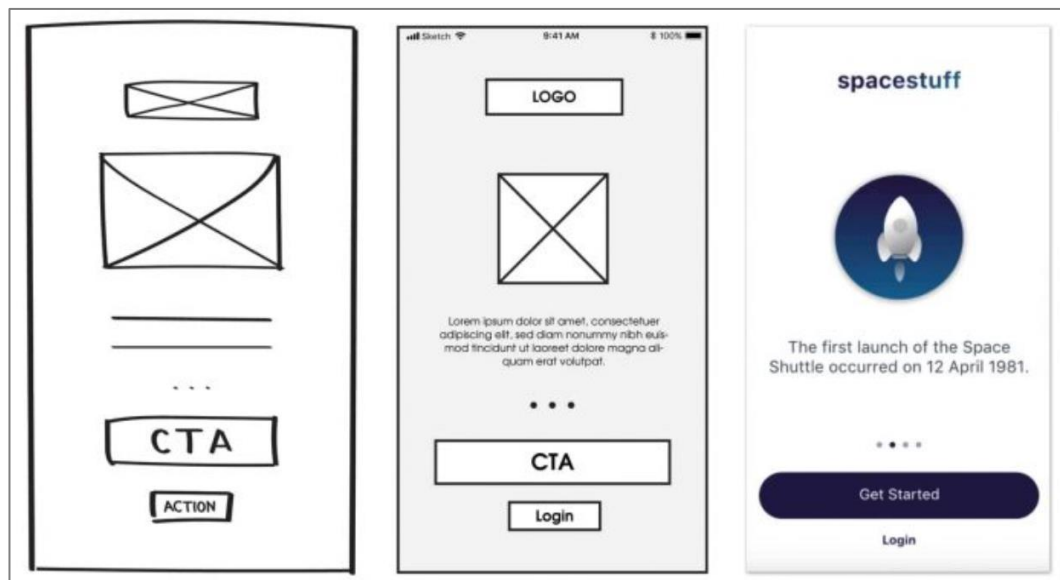 CTA
ACTION
Sketch 9:41 AM 100%
LOGO
Lorem ipsum dolor sit amet, consectetuer
adipiscing elit, sed diam nonummy nibh euis-
mod tincidunt ut laoreet dolore magna ali-
quam erat volutpat.
CTA
Login
spacestuff
The first launch of the Space
Shuttle occurred on 12 April 1981.
Get Started
Login